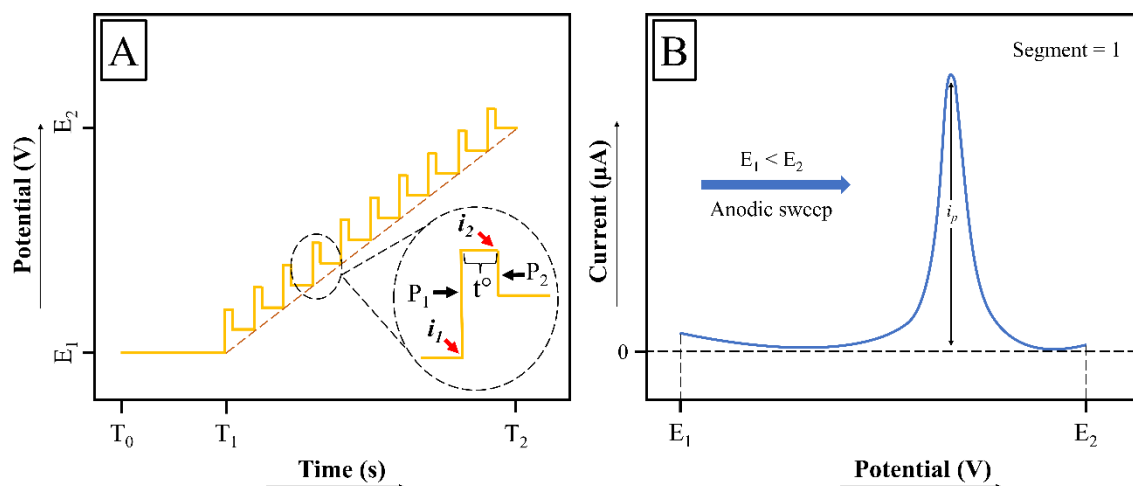 A
Potential (V)
E2
E1
i2
P1
t°
P2
i1
T0
T1
T2
Time (s)
B
Segment = 1
Current (µA)
E1 < E2
Anodic sweep
ip
0
E1
E2
Potential (V)